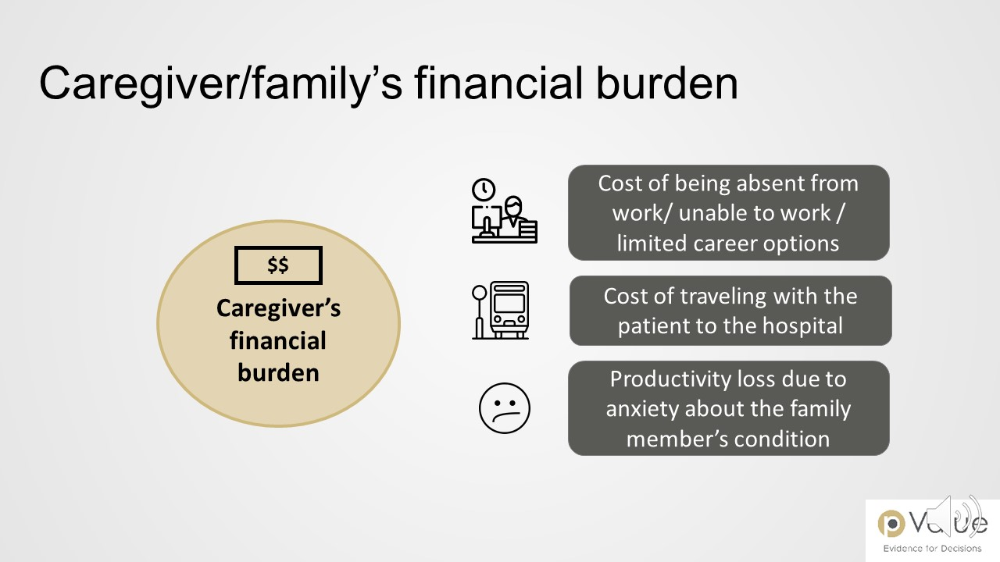 Caregiver/family’s financial burden
$$
Caregiver’s
financial
burden
Cost of being absent from
work/ unable to work /
limited career options
Cost of traveling with the
patient to the hospital
Productivity loss due to
anxiety about the family
member’s condition
p Value
Evidence for Decisions